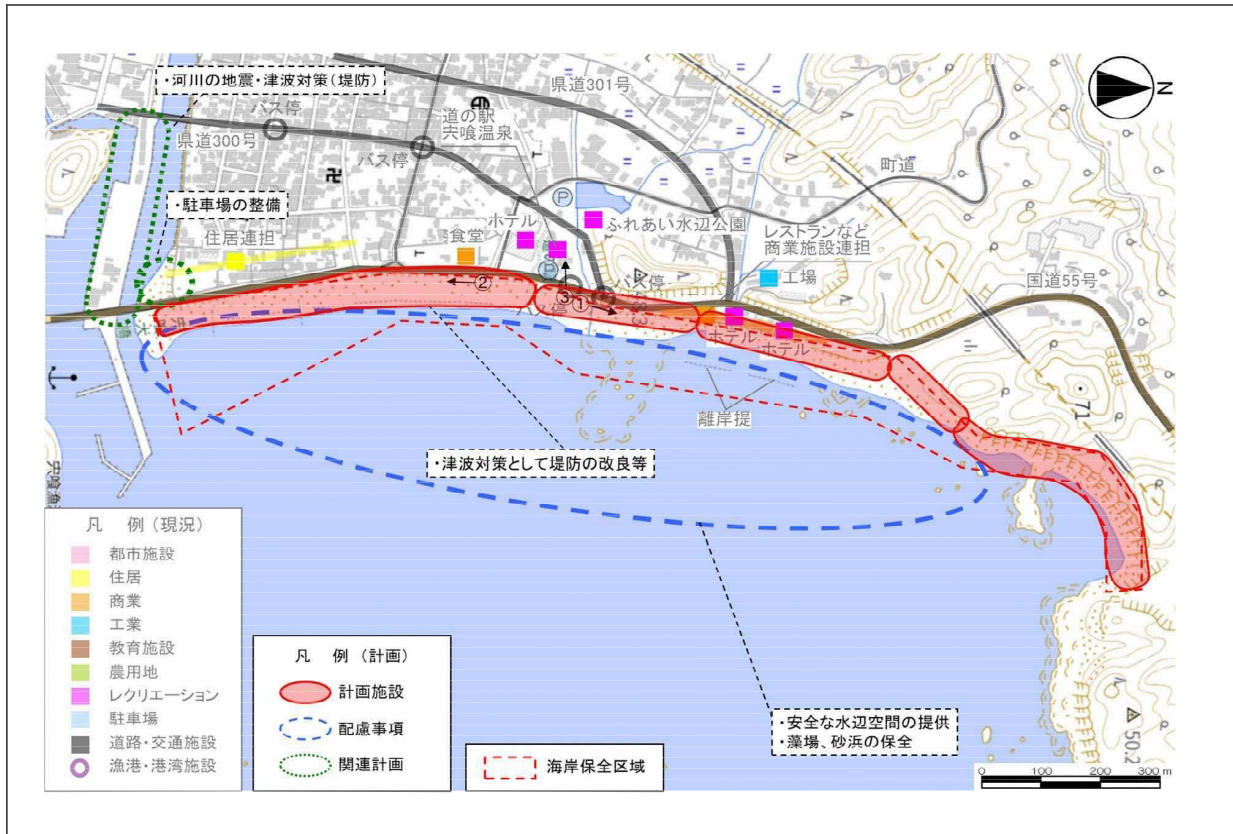 ・河川の地震・津波対策(堤防)
県道301号
N
バス停
県道300号
道の駅
宍喰温泉
バス停
町道
・駐車場の整備
P
住居連担
食堂
ホテル
ふれあい水辺公園
レストランなど
商業施設連担
工場
国道55号
P
バス停
②
③
①
ホテル
ホテル
離岸提
71
・津波対策として堤防の改良等
凡 例 (現況)
都市施設
住居
商業
工業
教育施設
農用地
レクリエーション
駐車場
道路・交通施設
漁港・港湾施設
凡 例 (計画)
計画施設
配慮事項
関連計画
海岸保全区域
・安全な水辺空間の提供
・藻場、砂浜の保全
50.2
0 100 200 300 m